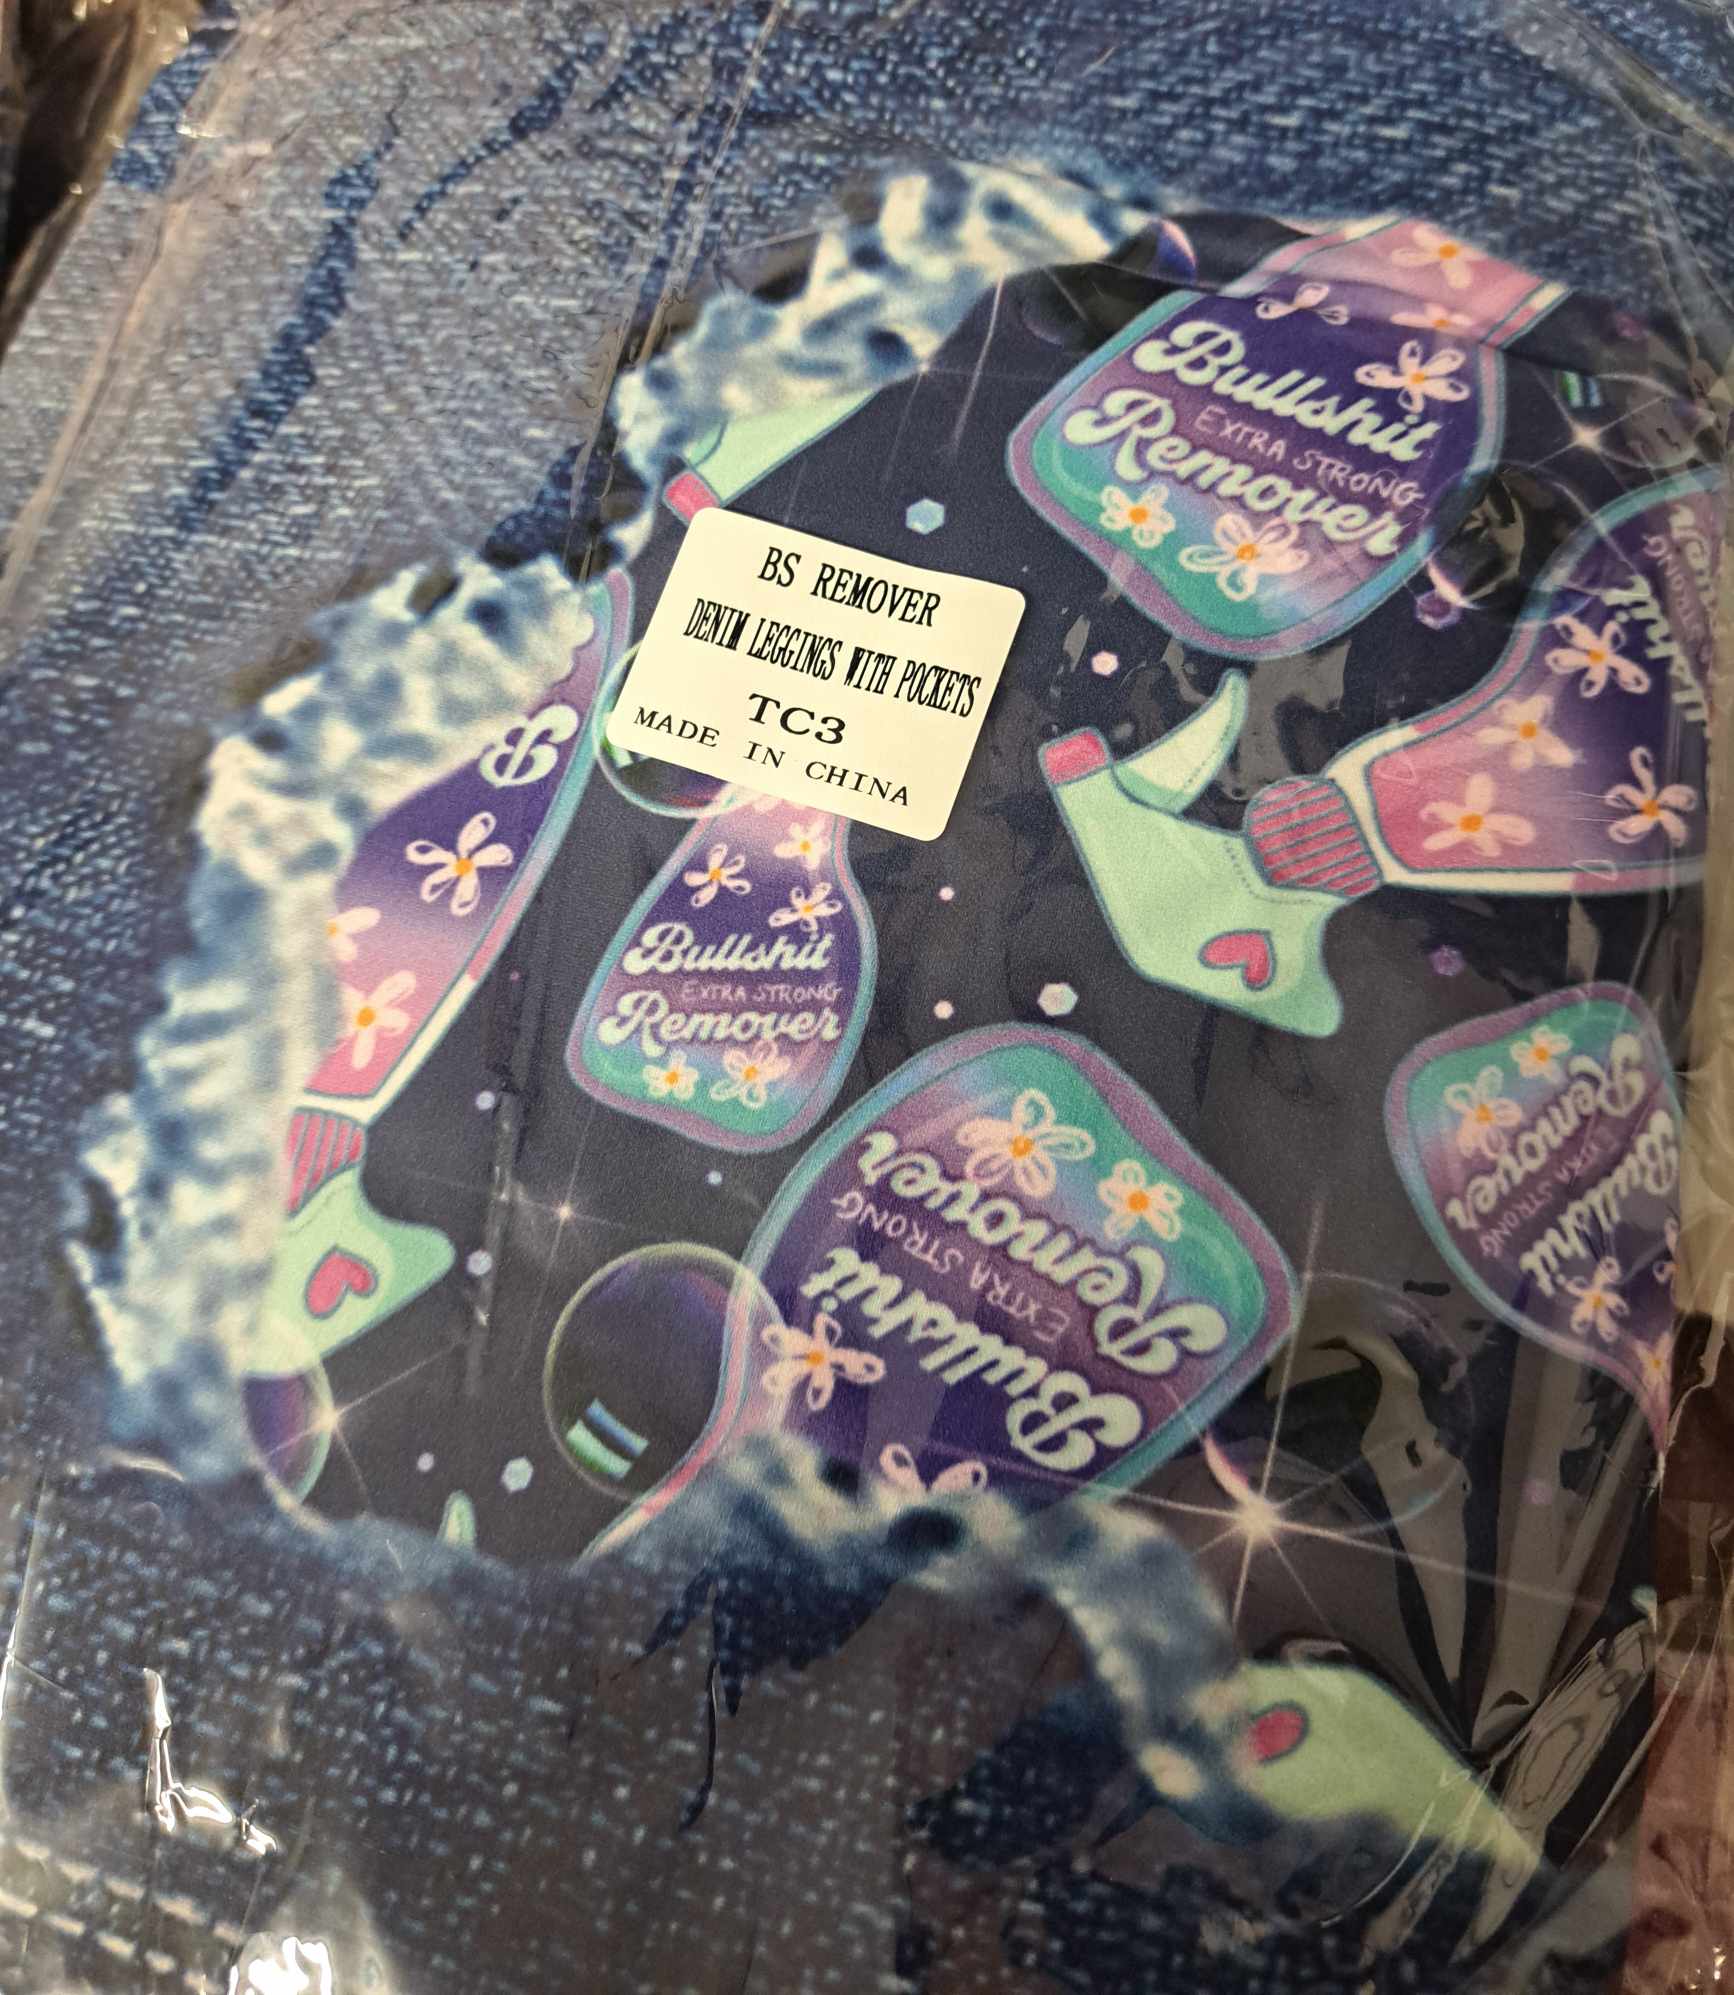 Bullshit
EXTRA STRONG
Remover
BS REMOVER
DENIM LEGGINGS WITH POCKETS
TC3
MADE IN CHINA
B
Bullshit
EXTRA STRONG
Remover
Bullshit
EXTRA STRONG
Remover
Bullshit
EXTRA STRONG
Remover